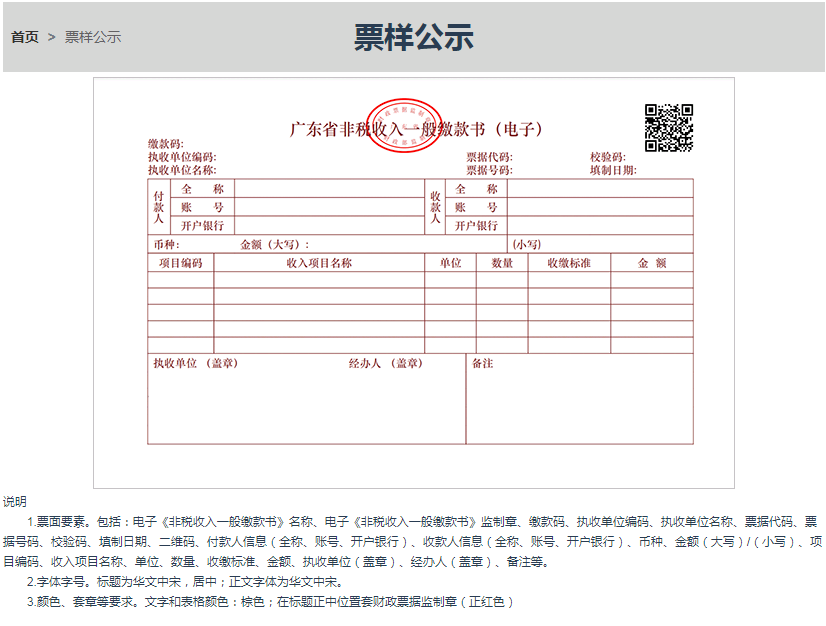 首页 > 票样公示
票样公示
广东省非税收入一般缴款书（电子）
缴款码:
执收单位编码: 票据代码: 校验码:
执收单位名称: 票据号码: 填制日期:
付款人 全 称 收款人 全 称
账 号 账 号
开户银行 开户银行
币种: 金额（大写）: (小写)
项目编码 收入项目名称 单位 数量 收缴标准 金 额
执收单位 （盖章） 经办人 （盖章） 备注
说明
1.票面要素。包括：电子《非税收入一般缴款书》名称、电子《非税收入一般缴款书》监制章、缴款码、执收单位编码、执收单位名称、票据代码、票
据号码、校验码、填制日期、二维码、付款人信息（全称、账号、开户银行）、收款人信息（全称、账号、开户银行）、币种、金额（大写）/（小写）、项
目编码、收入项目名称、单位、数量、收缴标准、金额、执收单位（盖章）、经办人（盖章）、备注等。
2.字体字号。标题为华文中宋，居中；正文字体为华文中宋。
3.颜色、套章等要求。文字和表格颜色：棕色；在标题正中位置套财政票据监制章（正红色）